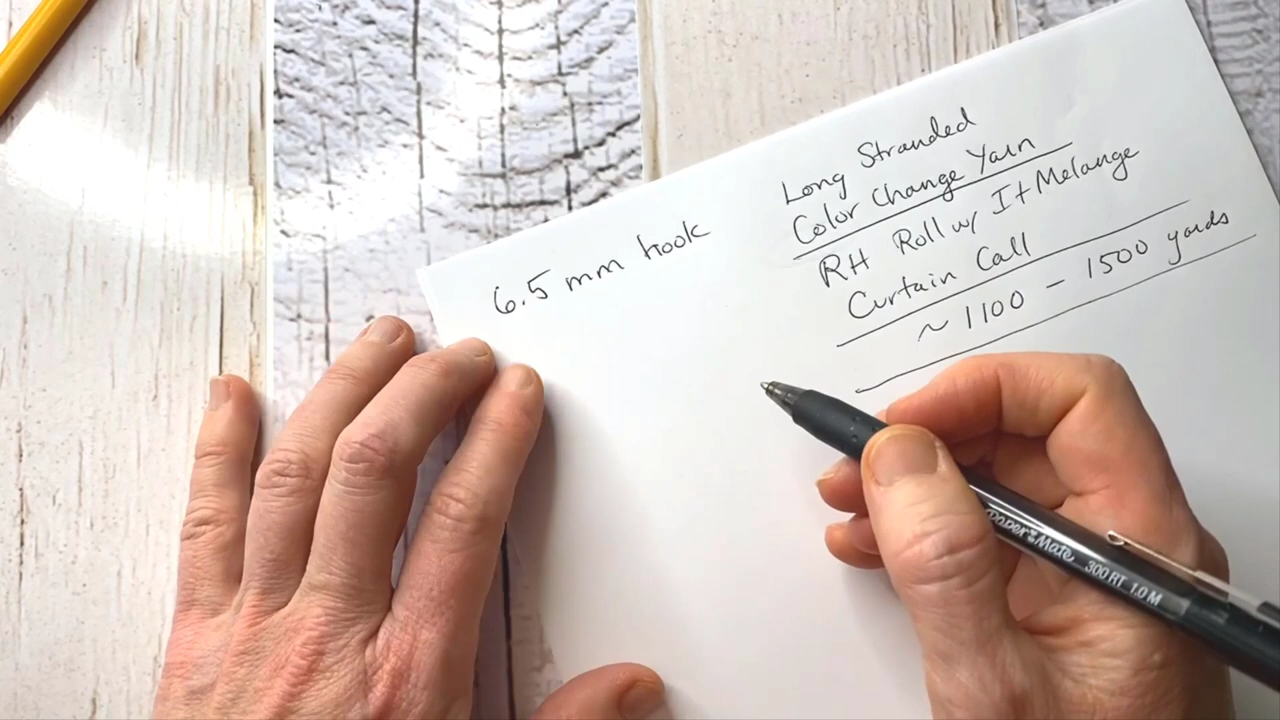 6.5 mm hook
Long Stranded
Color Change Yarn
RH Roll w/ It Melange
Curtain Call
~ 1100 - 1500 yards
Paper Mate 300 RT 1.0 M